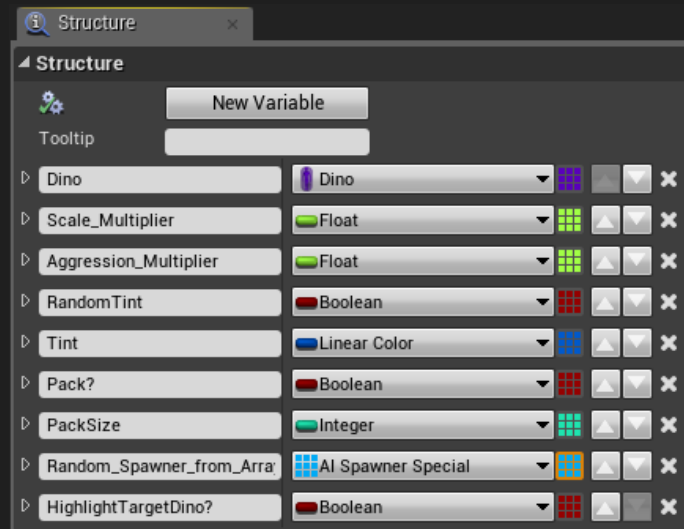 Structure
Structure
New Variable
Tooltip
Dino Dino
Scale_Multiplier Float
Aggression_Multiplier Float
RandomTint Boolean
Tint Linear Color
Pack? Boolean
PackSize Integer
Random_Spawner_from_Arra AI Spawner Special
HighlightTargetDino? Boolean